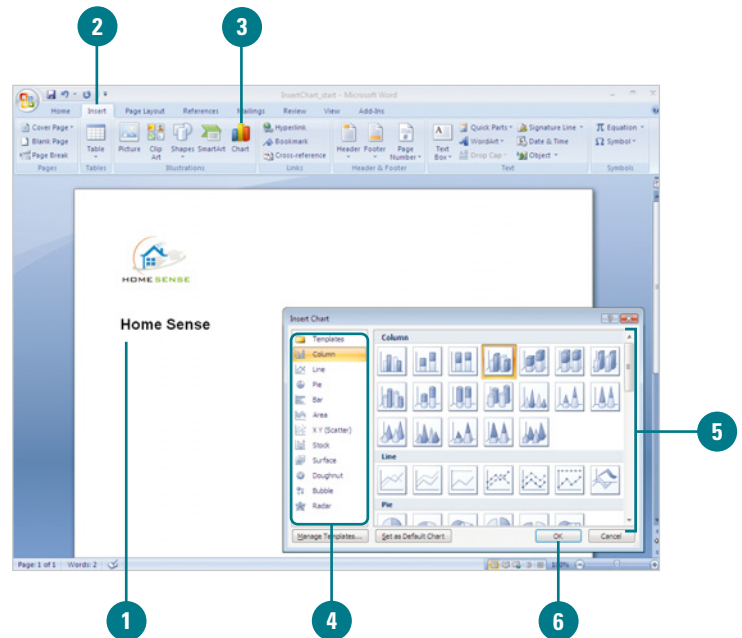 2 3
InsertChart_start - Microsoft Word
Home Insert Page Layout References Mailings Review View Add-Ins
Cover Page
Blank Page
Page Break
Pages
Table
Tables
Picture Clip Art Shapes SmartArt Chart
Illustrations
Hyperlink
Bookmark
Cross-reference
Links
Header Footer Page Number
Header & Footer
Text Box
Quick Parts
WordArt
Drop Cap
Signature Line
Date & Time
Object
Text
Equation
Symbol
Symbols
HOME SENSE
Home Sense
Insert Chart
Templates
Column
Line
Pie
Bar
Area
X Y (Scatter)
Stock
Surface
Doughnut
Bubble
Radar
Column
Line
Pie
5
Manage Templates... Set as Default Chart OK Cancel
Page: 1 of 1 Words: 2 100%
1 4 6